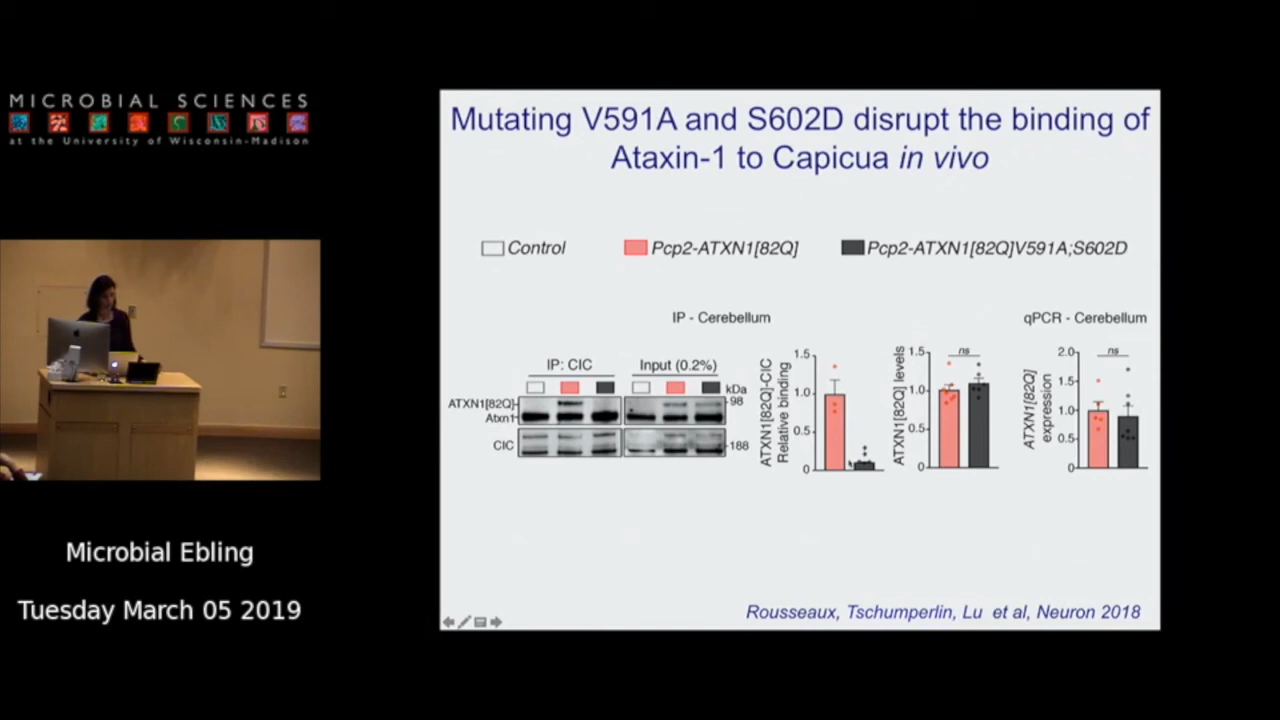 MICROBIAL SCIENCES
at the University of Wisconsin-Madison
Microbial Ebling
Tuesday March 05 2019
Mutating V591A and S602D disrupt the binding of
Ataxin-1 to Capicua in vivo
Control
Pcp2-ATXN1[82Q]
Pcp2-ATXN1[82Q]V591A;S602D
IP - Cerebellum
qPCR - Cerebellum
IP: CIC
Input (0.2%)
kDa
ATXN1[82Q]
Atxn1
98
CIC
188
ATXN1[82Q]-CIC
Relative binding
1.5
1.0
0.5
0
ATXN1[82Q] levels
1.5
1.0
0.5
0
ns
ATXN1[82Q]
expression
2.0
1.5
1.0
0.5
0
ns
Rousseaux, Tschumperlin, Lu et al, Neuron 2018